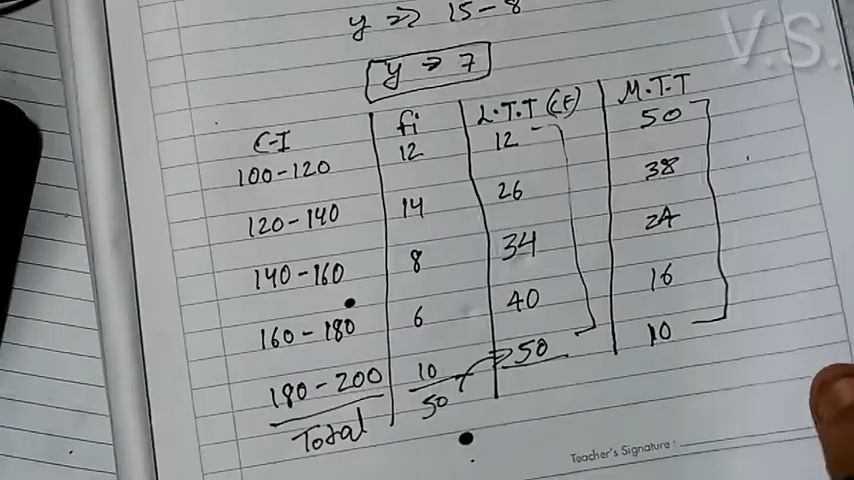 y => 15-8
y → 7
C-I fi L.T.T (CF) M.T.T
100-120 12 12 50
120-140 14 26 38
140-160 8 34 24
160-180 6 40 16
180-200 10 50 10
Total 50
Teacher's Signature :
V.S.